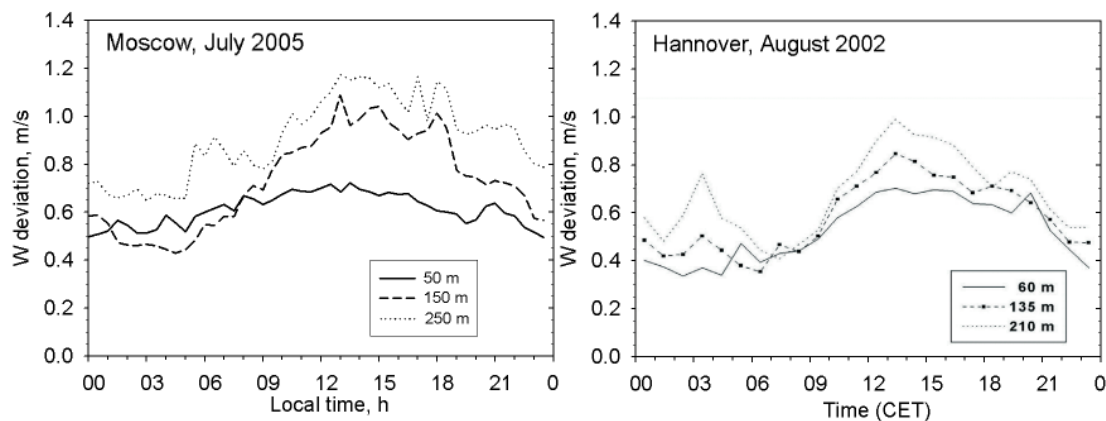 Moscow, July 2005
W deviation, m/s
1.4
1.2
1.0
0.8
0.6
0.4
0.2
0.0
50 m
150 m
250 m
00 03 06 09 12 15 18 21 0
Local time, h
Hannover, August 2002
W deviation, m/s
1.4
1.2
1.0
0.8
0.6
0.4
0.2
0.0
60 m
135 m
210 m
00 03 06 09 12 15 18 21 0
Time (CET)